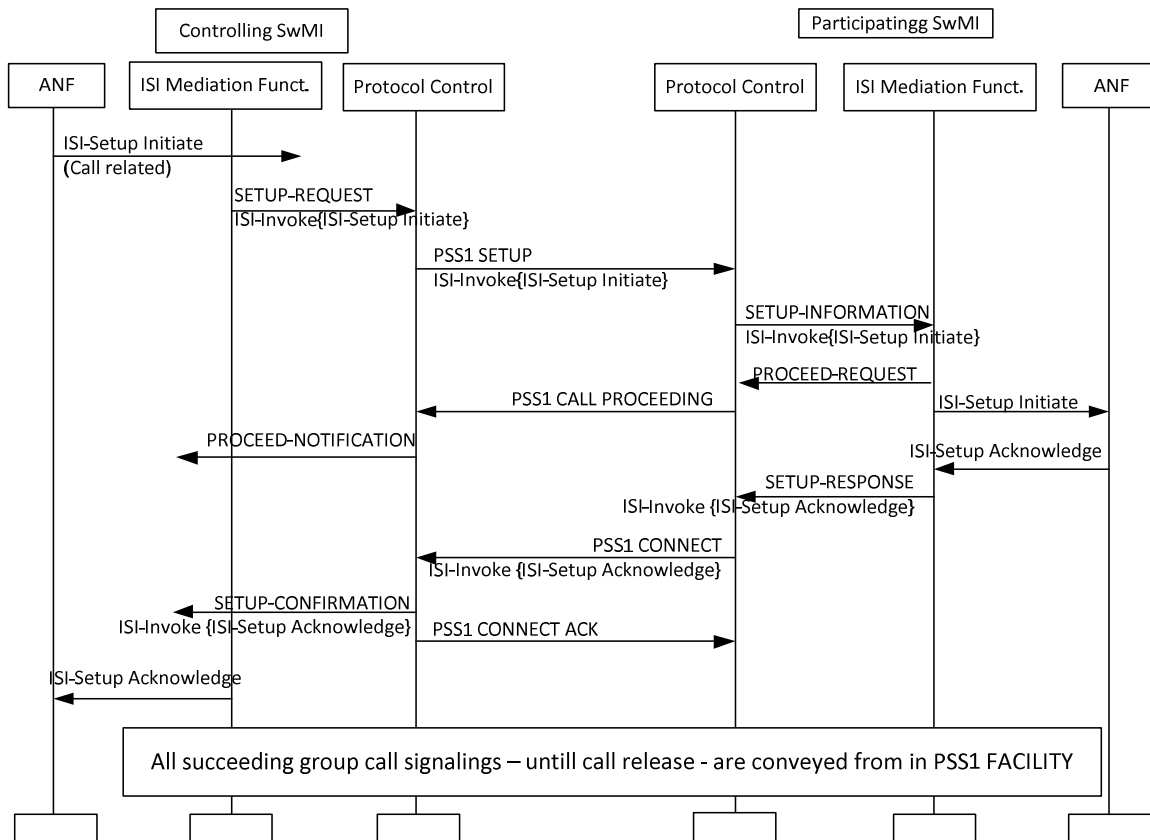 Controlling SwMI
Participatingg SwMI
ANF
ISI Mediation Funct.
Protocol Control
Protocol Control
ISI Mediation Funct.
ANF
ISI-Setup Initiate
(Call related)
SETUP-REQUEST
ISI-Invoke{ISI-Setup Initiate}
PSS1 SETUP
ISI-Invoke{ISI-Setup Initiate}
SETUP-INFORMATION
ISI-Invoke{ISI-Setup Initiate}
PROCEED-REQUEST
PSS1 CALL PROCEEDING
ISI-Setup Initiate
PROCEED-NOTIFICATION
ISI-Setup Acknowledge
SETUP-RESPONSE
ISI-Invoke {ISI-Setup Acknowledge}
PSS1 CONNECT
ISI-Invoke {ISI-Setup Acknowledge}
SETUP-CONFIRMATION
ISI-Invoke {ISI-Setup Acknowledge}
PSS1 CONNECT ACK
ISI-Setup Acknowledge
All succeeding group call signalings – untill call release - are conveyed from in PSS1 FACILITY